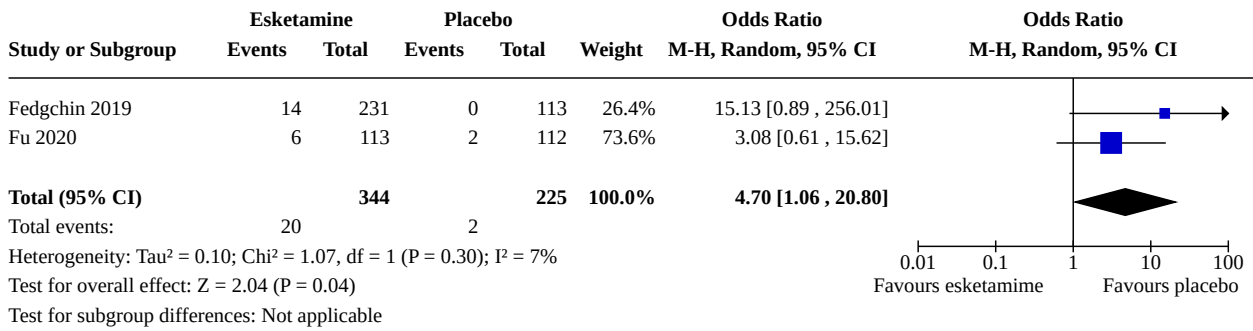 Esketamine Placebo Odds Ratio Odds Ratio
Study or Subgroup Events Total Events Total Weight M-H, Random, 95% CI M-H, Random, 95% CI
Fedgchin 2019 14 231 0 113 26.4% 15.13 [0.89 , 256.01]
Fu 2020 6 113 2 112 73.6% 3.08 [0.61 , 15.62]
Total (95% CI) 344 225 100.0% 4.70 [1.06 , 20.80]
Total events: 20 2
Heterogeneity: Tau² = 0.10; Chi² = 1.07, df = 1 (P = 0.30); I² = 7%
0.01 0.1 1 10 100
Test for overall effect: Z = 2.04 (P = 0.04)
Favours esketamime Favours placebo
Test for subgroup differences: Not applicable